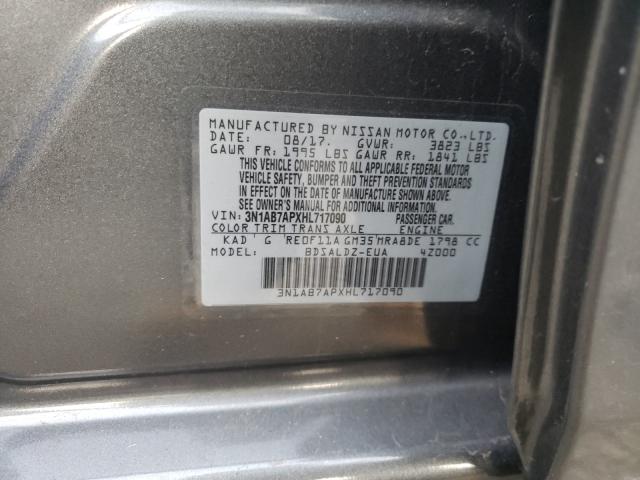 MANUFACTURED BY NISSAN MOTOR CO.,LTD.
DATE: 08/17. GVWR: 3823 LBS
GAWR FR: 1995 LBS GAWR RR: 1841 LBS
THIS VEHICLE CONFORMS TO ALL APPLICABLE FEDERAL MOTOR
VEHICLE SAFETY, BUMPER AND THEFT PREVENTION STANDARDS
IN EFFECT ON THE DATE OF MANUFACTURE SHOWN ABOVE.
SEE OWNER'S MANUAL FOR ADDITIONAL INFORMATION.
VIN: 3N1AB7APXHL717090 PASSENGER CAR.
COLOR TRIM TRANS AXLE ENGINE
KAD G RE0F11A GM35 MRA8DE 1798 CC
MODEL: BDSALDZ-EUA 4Z000
3N1AB7APXHL717090